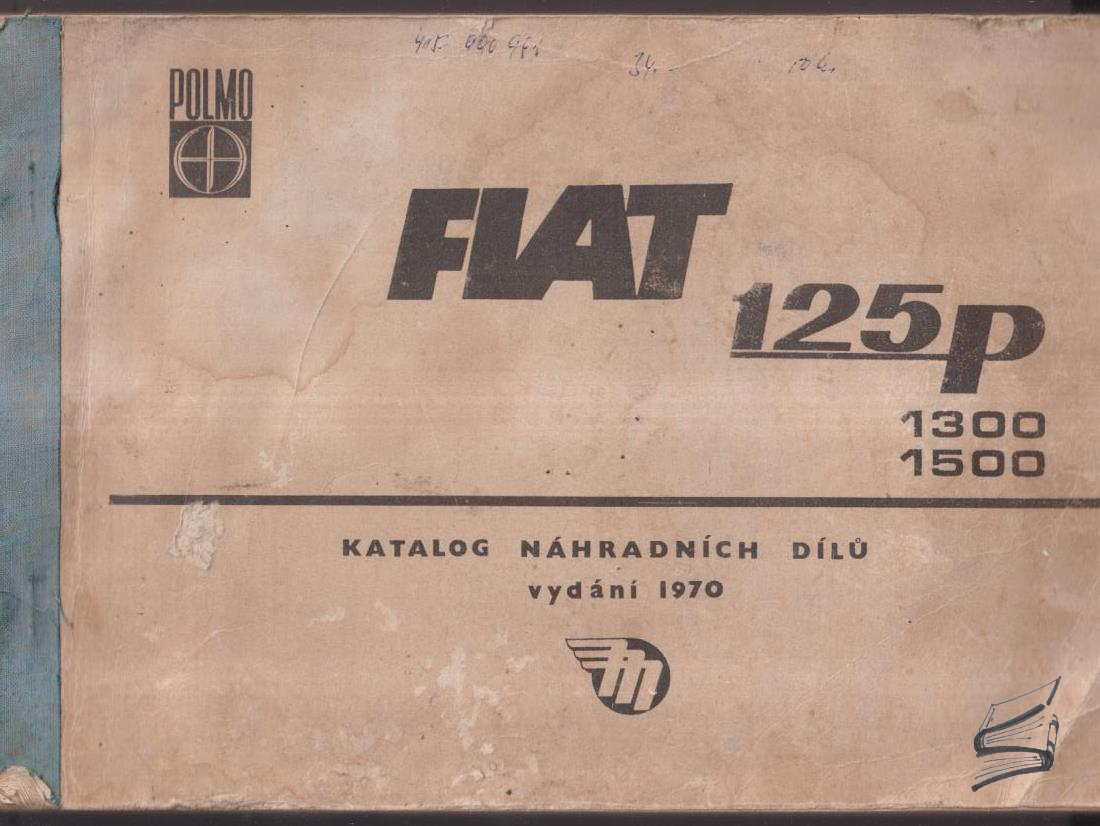 POLMO
FIAT
125p
1300
1500
KATALOG NÁHRADNÍCH DÍLŮ
vydání 1970
m